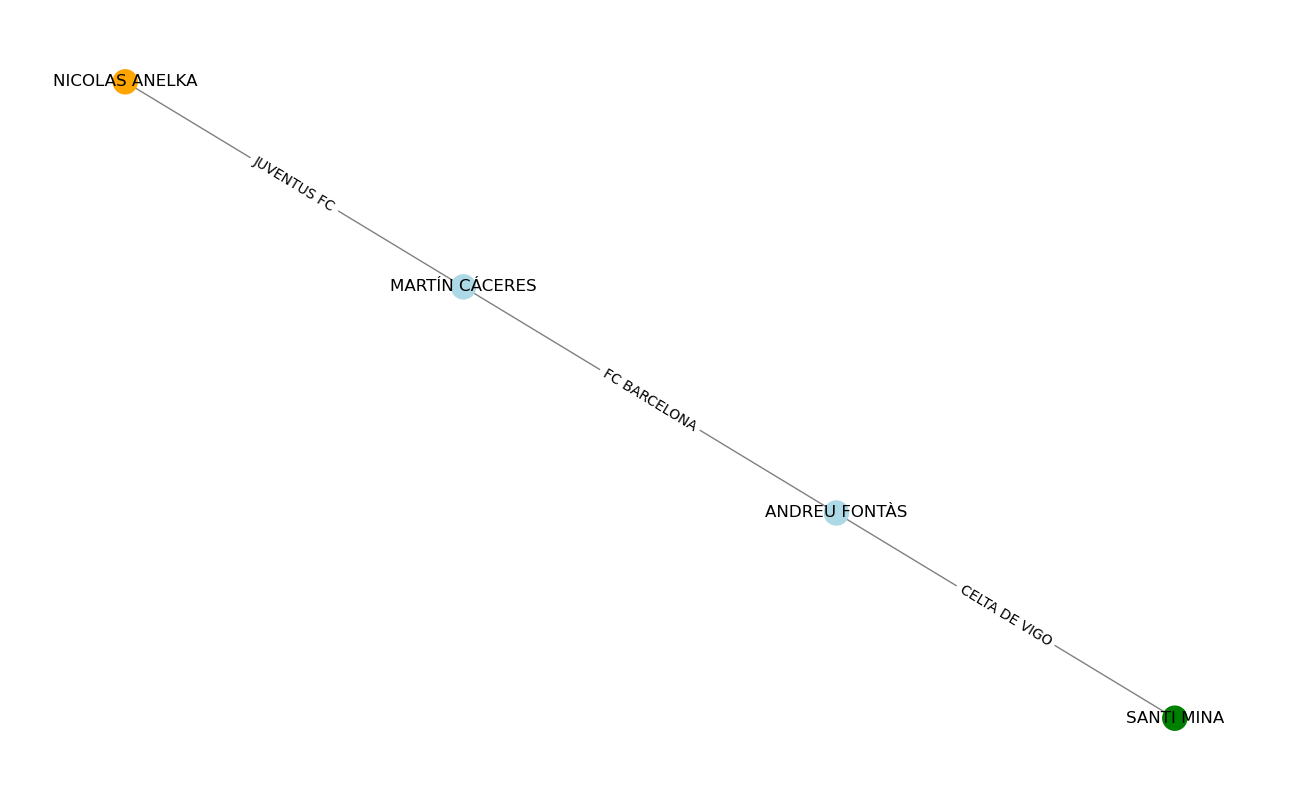 NICOLAS ANELKA
JUVENTUS FC
MARTÍN CÁCERES
FC BARCELONA
ANDREU FONTÀS
CELTA DE VIGO
SANTI MINA